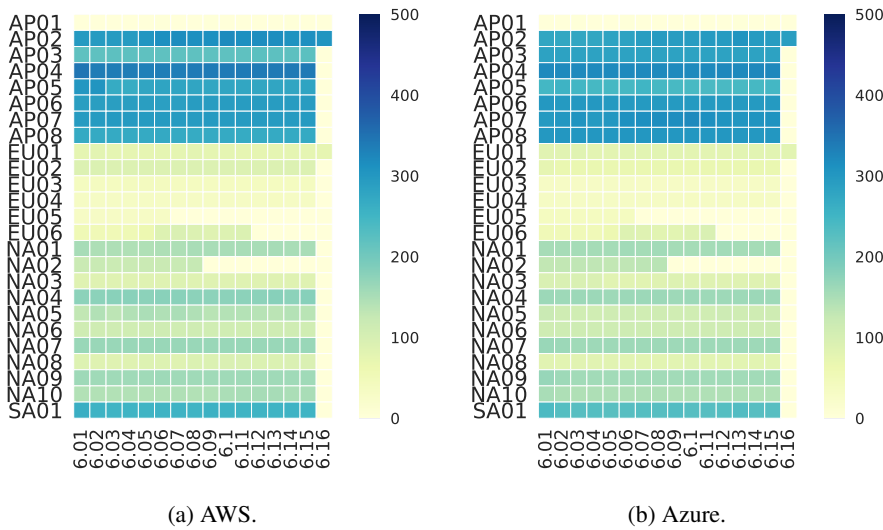 AP01
AP02
AP03
AP04
AP05
AP06
AP07
AP08
EU01
EU02
EU03
EU04
EU05
EU06
NA01
NA02
NA03
NA04
NA05
NA06
NA07
NA08
NA09
NA10
SA01
6.01
6.02
6.03
6.04
6.05
6.06
6.07
6.08
6.09
6.1
6.11
6.12
6.13
6.14
6.15
6.16
500
400
300
200
100
0
(a) AWS.
AP01
AP02
AP03
AP04
AP05
AP06
AP07
AP08
EU01
EU02
EU03
EU04
EU05
EU06
NA01
NA02
NA03
NA04
NA05
NA06
NA07
NA08
NA09
NA10
SA01
6.01
6.02
6.03
6.04
6.05
6.06
6.07
6.08
6.09
6.1
6.11
6.12
6.13
6.14
6.15
6.16
500
400
300
200
100
0
(b) Azure.